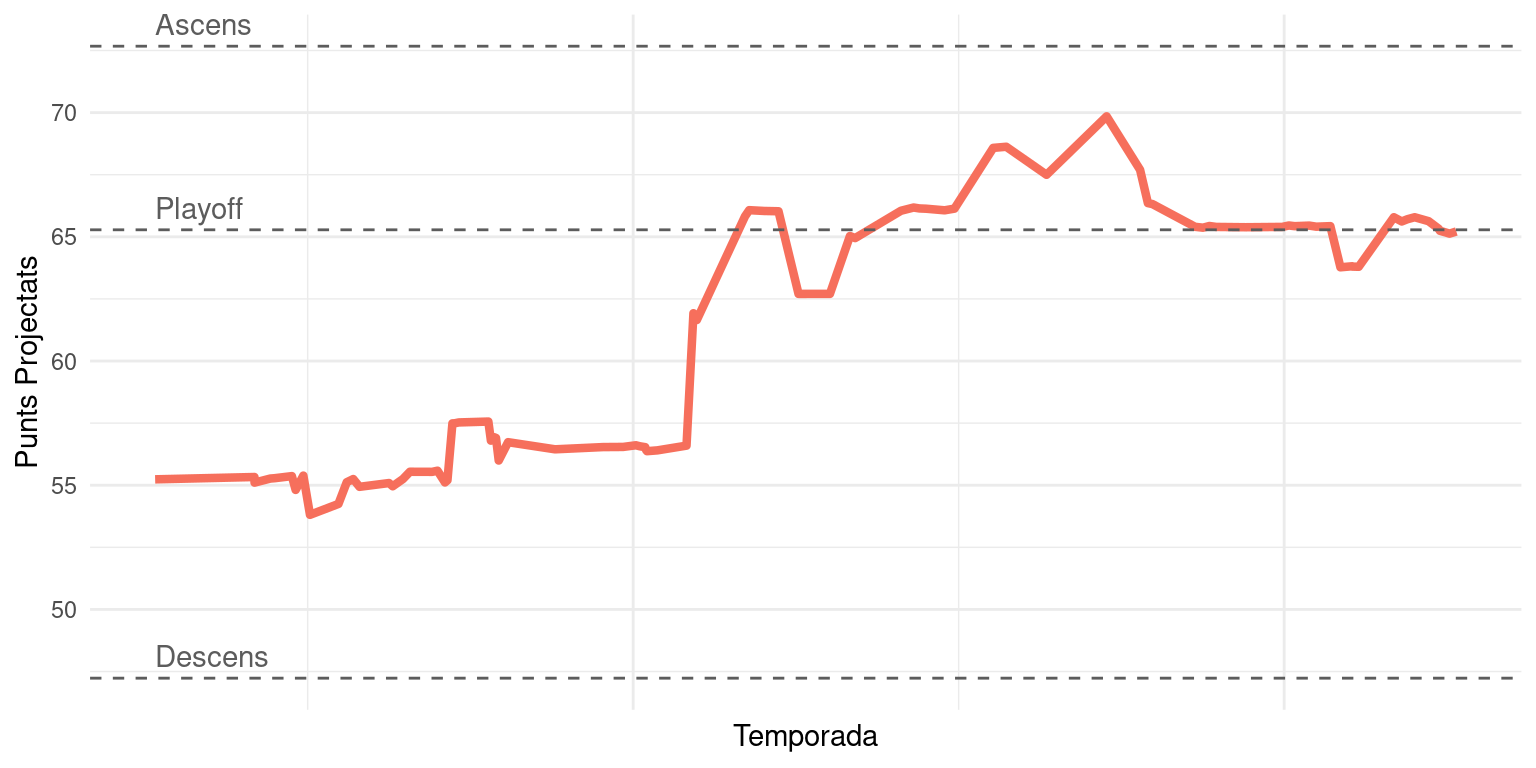 Ascens
70
Playoff
65
Punts Projectats
60
55
50
Descens
Temporada